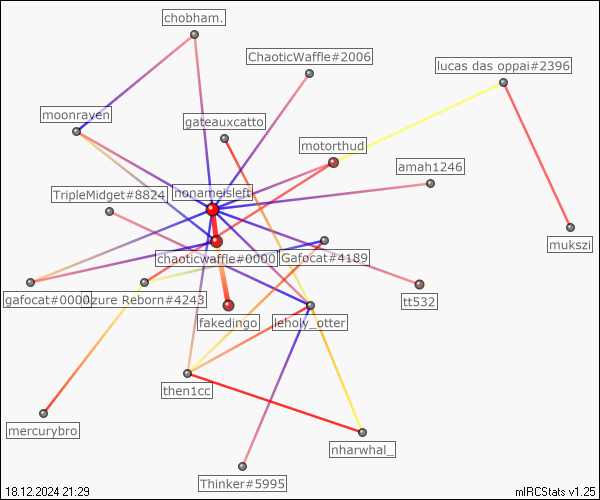 chobham.
ChaoticWaffle#2006
lucas das oppai#2396
moonraven
gateauxcatto
motorthud
amah1246
TripleMidget#8824
nonameisleft
mukszi
chaoticwaffle#0000
Gafocat#4189
gafocat#0000
zure Reborn#4243
tt532
fakedingo
leholy_otter
then1cc
mercurybro
nharwhal_
Thinker#5995
18.12.2024 21:29
mIRCStats v1.25